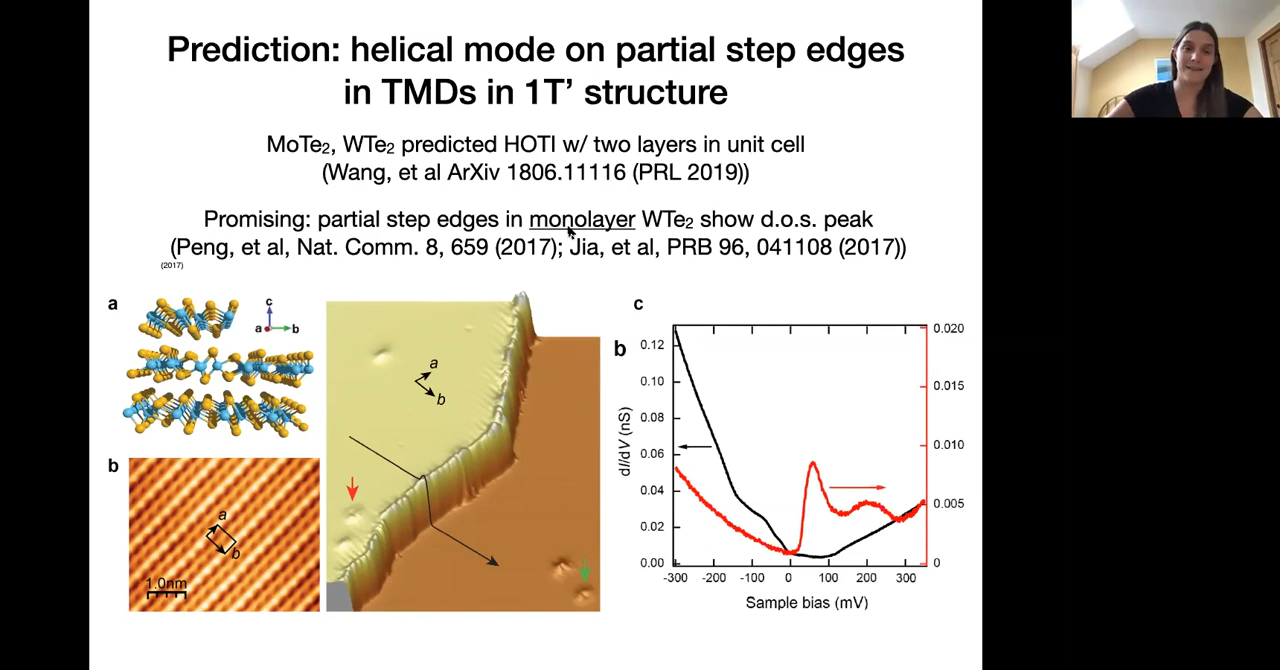 Prediction: helical mode on partial step edges
in TMDs in 1T’ structure
MoTe₂, WTe₂ predicted HOTI w/ two layers in unit cell
(Wang, et al ArXiv 1806.11116 (PRL 2019))
Promising: partial step edges in monolayer WTe₂ show d.o.s. peak
(Peng, et al, Nat. Comm. 8, 659 (2017); Jia, et al, PRB 96, 041108 (2017))
(2017)
a
c
a
b
b
a
b
1.0nm
a
b
c
b
dI/dV (nS)
0.12
0.10
0.08
0.06
0.04
0.02
0.00
0.020
0.015
0.010
0.005
0
-300 -200 -100 0 100 200 300
Sample bias (mV)